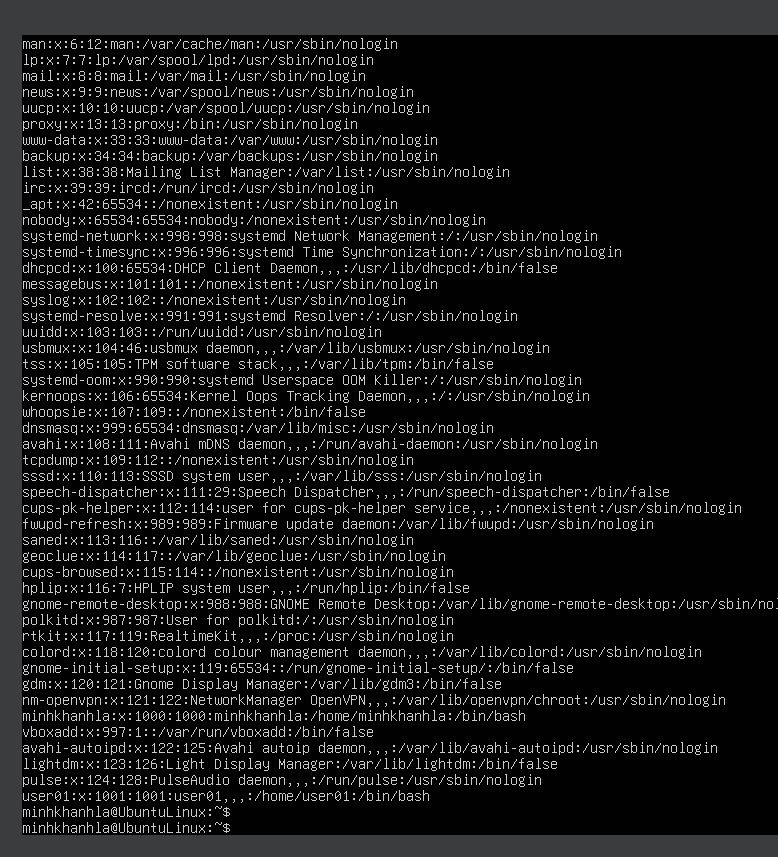 man:x:6:12:man:/var/cache/man:/usr/sbin/nologin
lp:x:7:7:lp:/var/spool/lpd:/usr/sbin/nologin
mail:x:8:8:mail:/var/mail:/usr/sbin/nologin
news:x:9:9:news:/var/spool/news:/usr/sbin/nologin
uucp:x:10:10:uucp:/var/spool/uucp:/usr/sbin/nologin
proxy:x:13:13:proxy:/bin:/usr/sbin/nologin
www-data:x:33:33:www-data:/var/www:/usr/sbin/nologin
backup:x:34:34:backup:/var/backups:/usr/sbin/nologin
list:x:38:38:Mailing List Manager:/var/list:/usr/sbin/nologin
irc:x:39:39:ircd:/run/ircd:/usr/sbin/nologin
_apt:x:42:65534::/nonexistent:/usr/sbin/nologin
nobody:x:65534:65534:nobody:/nonexistent:/usr/sbin/nologin
systemd-network:x:998:998:systemd Network Management:/:/usr/sbin/nologin
systemd-timesync:x:996:996:systemd Time Synchronization:/:/usr/sbin/nologin
dhcpcd:x:100:65534:DHCP Client Daemon,,,:/usr/lib/dhcpcd:/bin/false
messagebus:x:101:101::/nonexistent:/usr/sbin/nologin
syslog:x:102:102::/nonexistent:/usr/sbin/nologin
systemd-resolve:x:991:991:systemd Resolver:/:/usr/sbin/nologin
uuidd:x:103:103::/run/uuidd:/usr/sbin/nologin
usbmux:x:104:46:usbmux daemon,,,:/var/lib/usbmux:/usr/sbin/nologin
tss:x:105:105:TPM software stack,,,:/var/lib/tpm:/bin/false
systemd-oom:x:990:990:systemd Userspace OOM Killer:/:/usr/sbin/nologin
kernoops:x:106:65534:Kernel Oops Tracking Daemon,,,:/:/usr/sbin/nologin
whoopsie:x:107:109::/nonexistent:/bin/false
dnsmasq:x:999:65534:dnsmasq:/var/lib/misc:/usr/sbin/nologin
avahi:x:108:111:Avahi mDNS daemon,,,:/run/avahi-daemon:/usr/sbin/nologin
tcpdump:x:109:112::/nonexistent:/usr/sbin/nologin
sssd:x:110:113:SSSD system user,,,:/var/lib/sss:/usr/sbin/nologin
speech-dispatcher:x:111:29:Speech Dispatcher,,,:/run/speech-dispatcher:/bin/false
cups-pk-helper:x:112:114:user for cups-pk-helper service,,,:/nonexistent:/usr/sbin/nologin
fwupd-refresh:x:989:989:Firmware update daemon:/var/lib/fwupd:/usr/sbin/nologin
saned:x:113:116::/var/lib/saned:/usr/sbin/nologin
geoclue:x:114:117::/var/lib/geoclue:/usr/sbin/nologin
cups-browsed:x:115:114::/nonexistent:/usr/sbin/nologin
hplip:x:116:7:HPLIP system user,,,:/run/hplip:/bin/false
gnome-remote-desktop:x:988:988:GNOME Remote Desktop:/var/lib/gnome-remote-desktop:/usr/sbin/nol
polkitd:x:987:987:User for polkitd:/:/usr/sbin/nologin
rtkit:x:117:119:RealtimeKit,,,:/proc:/usr/sbin/nologin
colord:x:118:120:colord colour management daemon,,,:/var/lib/colord:/usr/sbin/nologin
gnome-initial-setup:x:119:65534::/run/gnome-initial-setup/:/bin/false
gdm:x:120:121:Gnome Display Manager:/var/lib/gdm3:/bin/false
nm-openvpn:x:121:122:NetworkManager OpenVPN,,,:/var/lib/openvpn/chroot:/usr/sbin/nologin
minhkhanhla:x:1000:1000:minhkhanhla:/home/minhkhanhla:/bin/bash
vboxadd:x:997:1::/var/run/vboxadd:/bin/false
avahi-autoipd:x:122:125:Avahi autoip daemon,,,:/var/lib/avahi-autoipd:/usr/sbin/nologin
lightdm:x:123:126:Light Display Manager:/var/lib/lightdm:/bin/false
pulse:x:124:128:PulseAudio daemon,,,:/run/pulse:/usr/sbin/nologin
user01:x:1001:1001:user01,,,:/home/user01:/bin/bash
minhkhanhla@UbuntuLinux:~$
minhkhanhla@UbuntuLinux:~$